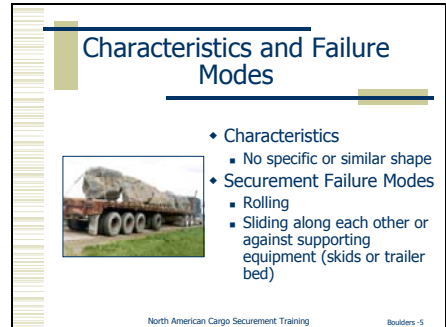 Characteristics and Failure
Modes
Characteristics
No specific or similar shape
Securement Failure Modes
Rolling
Sliding along each other or
against supporting
equipment (skids or trailer
bed)
North American Cargo Securement Training
Boulders -5